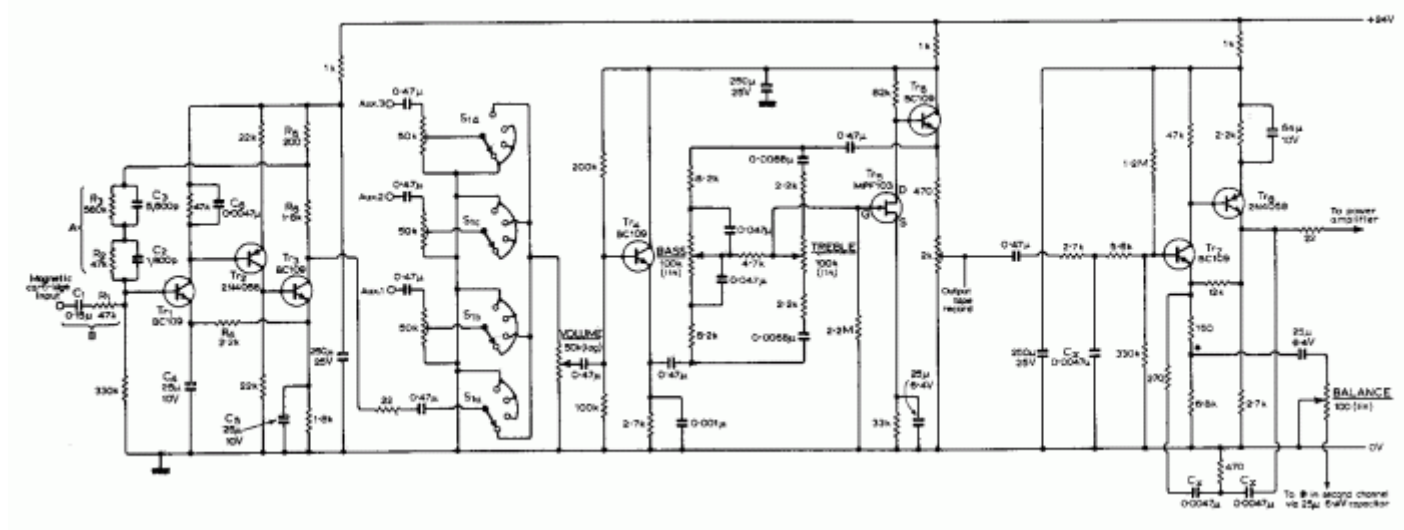 +24V
1k
1k
1k
0·47µ
Aux.3
50k
S1d
22k
R5
200
250µ
25V
82k
Tr6
BC109
47k
2·2k
64µ
10V
0·47µ
1·2M
R3
560k
C3
5,600p
47k
C6
0·0047µ
R6
1·8k
0·47µ
Aux.2
50k
S1c
200k
8·2k
0·0068µ
2·2k
Tr5
MPF103
D
G
S
470
Tr8
2N4058
To power
amplifier
22
A
R2
47k
C2
1,800p
Tr4
BC109
BASS
100k
(lin)
0·047µ
4·7k
0·047µ
TREBLE
100k
(lin)
2k
0·47µ
2·7k
6·8k
Tr7
BC109
12k
Magnetic
cartridge
input
C1
0·15µ
R1
47k
B
Tr1
BC109
Tr2
2N4058
Tr3
BC109
0·47µ
Aux.1
50k
S1b
Output
tape
record
R4
2·2k
VOLUME
50k(log)
0·47µ
8·2k
2·2k
0·0068µ
2·2M
150
25µ
6·4V
250µ
25V
0·47µ
25µ
6·4V
250µ
25V
Cx
0·0047µ
330k
270
BALANCE
100 (lin)
330k
C4
25µ
10V
22k
C5
25µ
10V
1·8k
22
0·47µ
S1a
100k
2·7k
0·001µ
33k
6·8k
2·7k
0V
470
Cx
0·0047µ
Cx
0·0047µ
To
in second channel
via 25µ 6·4V capacitor